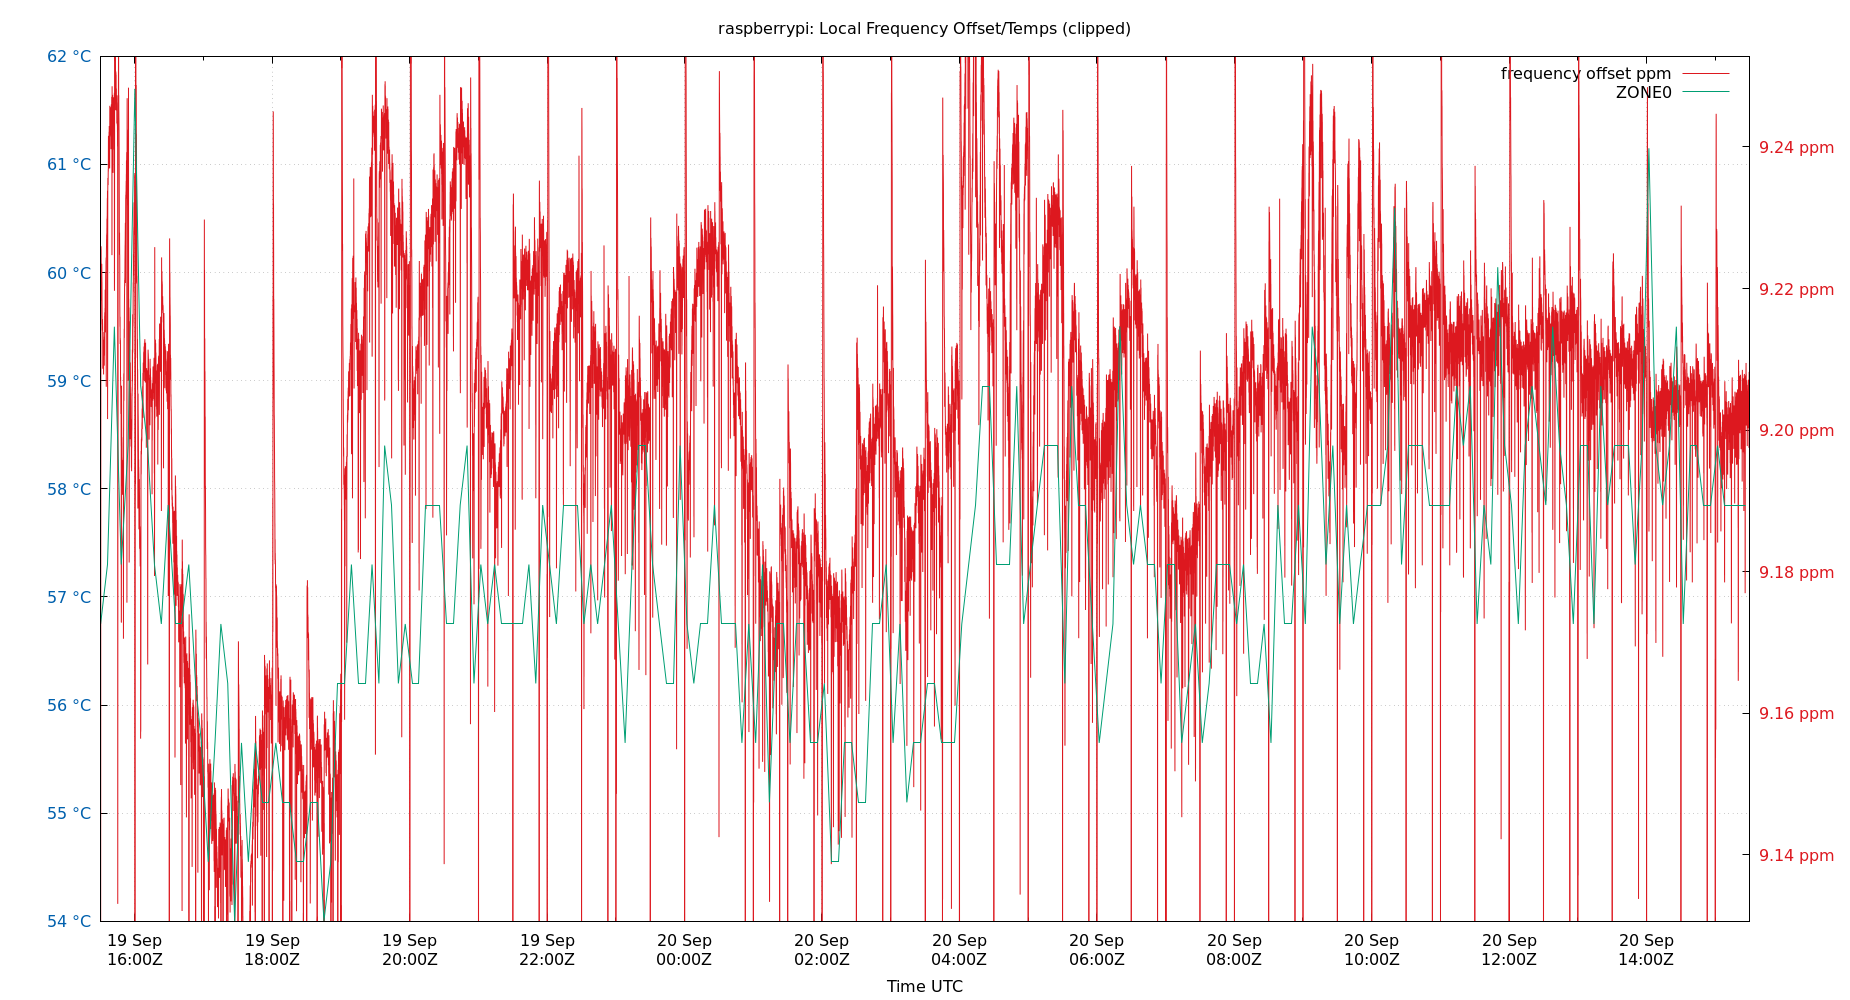 raspberrypi: Local Frequency Offset/Temps (clipped)
62 °C
61 °C
60 °C
59 °C
58 °C
57 °C
56 °C
55 °C
54 °C
frequency offset ppm
ZONE0
9.24 ppm
9.22 ppm
9.20 ppm
9.18 ppm
9.16 ppm
9.14 ppm
19 Sep
16:00Z
19 Sep
18:00Z
19 Sep
20:00Z
19 Sep
22:00Z
20 Sep
00:00Z
20 Sep
02:00Z
20 Sep
04:00Z
20 Sep
06:00Z
20 Sep
08:00Z
20 Sep
10:00Z
20 Sep
12:00Z
20 Sep
14:00Z
Time UTC